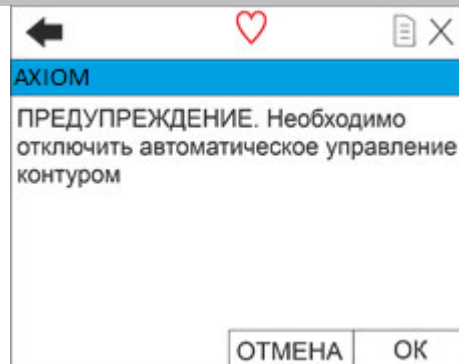 AXIOM
ПРЕДУПРЕЖДЕНИЕ. Необходимо
отключить автоматическое управление
контуром
ОТМЕНА ОК